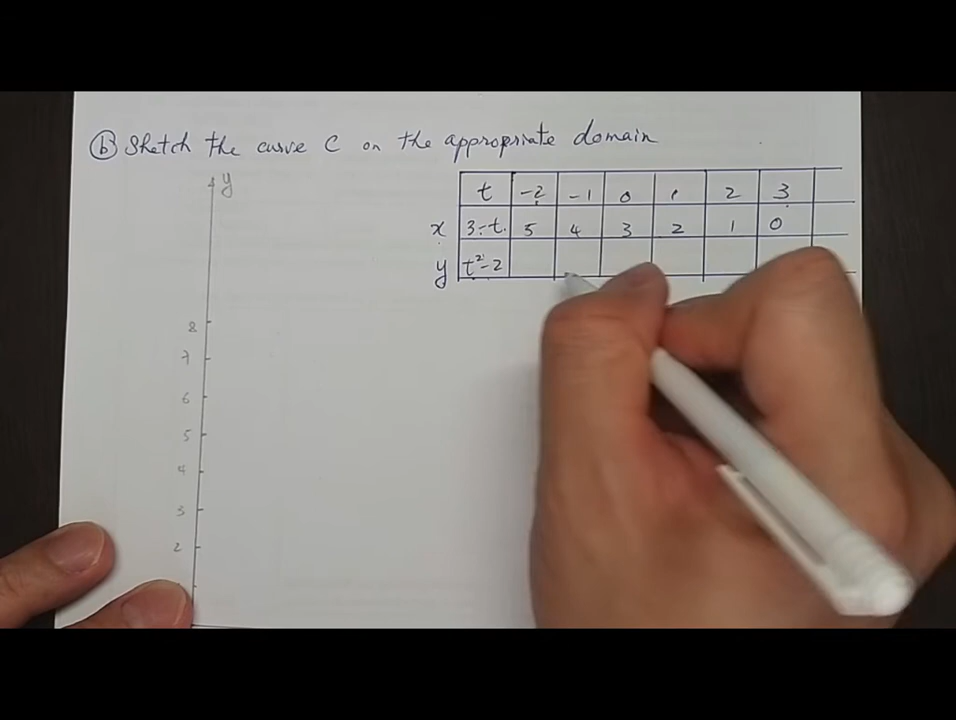 ⓑ Sketch the curve C on the appropriate domain
y
t -2 -1 0 1 2 3
x 3-t 5 4 3 2 1 0
y t²-2
8
7
6
5
4
3
2